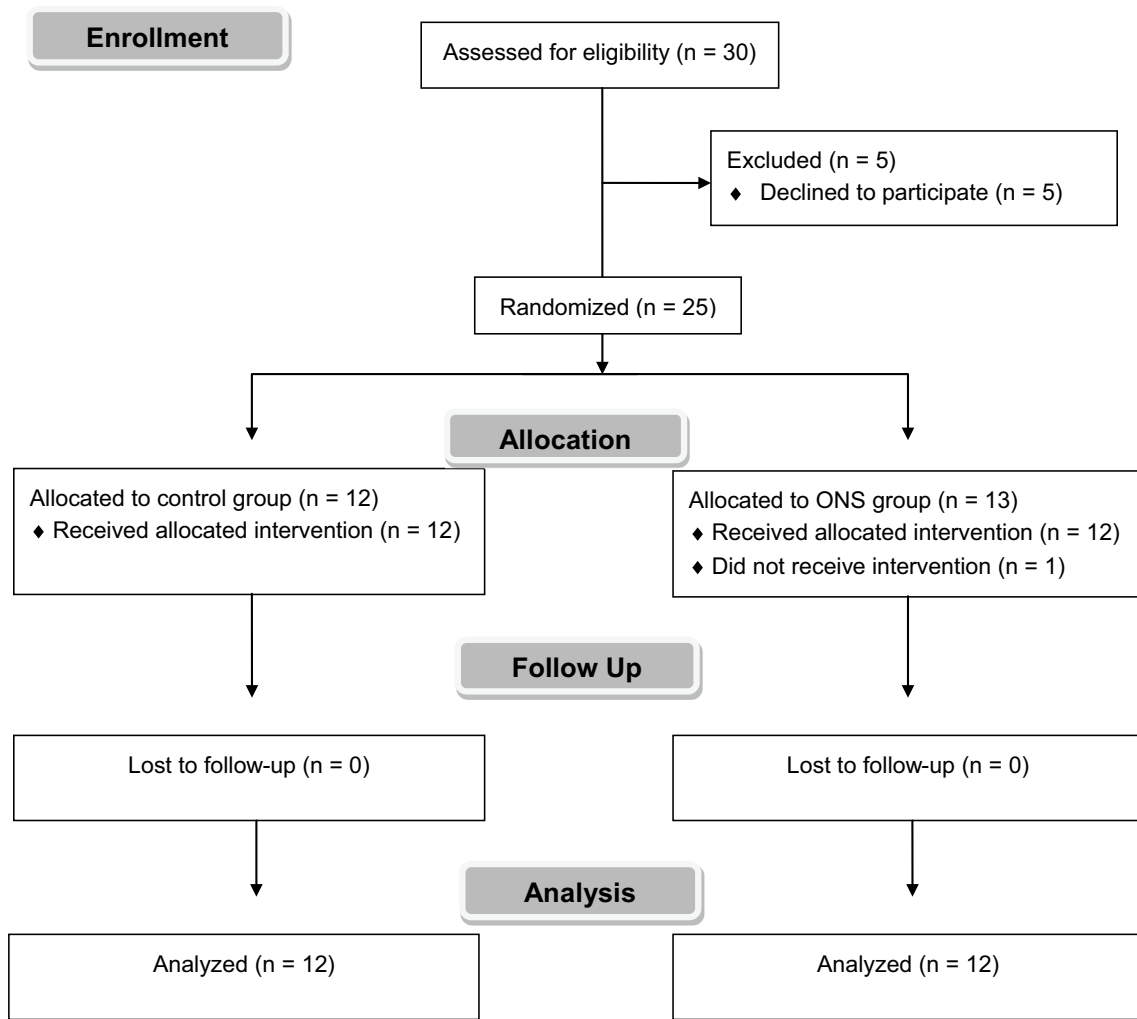 Enrollment
Assessed for eligibility (n = 30)
Excluded (n = 5)
♦ Declined to participate (n = 5)
Randomized (n = 25)
Allocation
Allocated to control group (n = 12)
♦ Received allocated intervention (n = 12)
Allocated to ONS group (n = 13)
♦ Received allocated intervention (n = 12)
♦ Did not receive intervention (n = 1)
Follow Up
Lost to follow-up (n = 0)
Lost to follow-up (n = 0)
Analysis
Analyzed (n = 12)
Analyzed (n = 12)